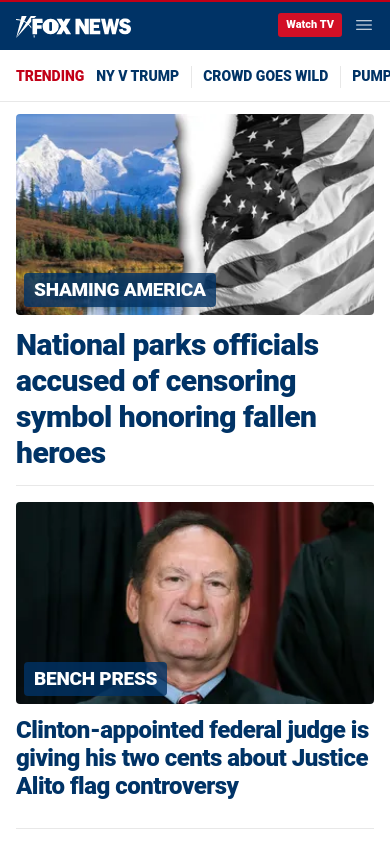 FOX NEWS
Watch TV
TRENDING NY V TRUMP CROWD GOES WILD PUMP
SHAMING AMERICA
National parks officials
accused of censoring
symbol honoring fallen
heroes
BENCH PRESS
Clinton-appointed federal judge is
giving his two cents about Justice
Alito flag controversy